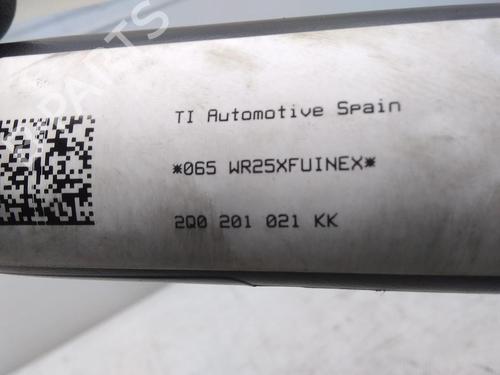 TI Automotive Spain
*065 WR25XFUINEX*
2Q0 201 021 KK